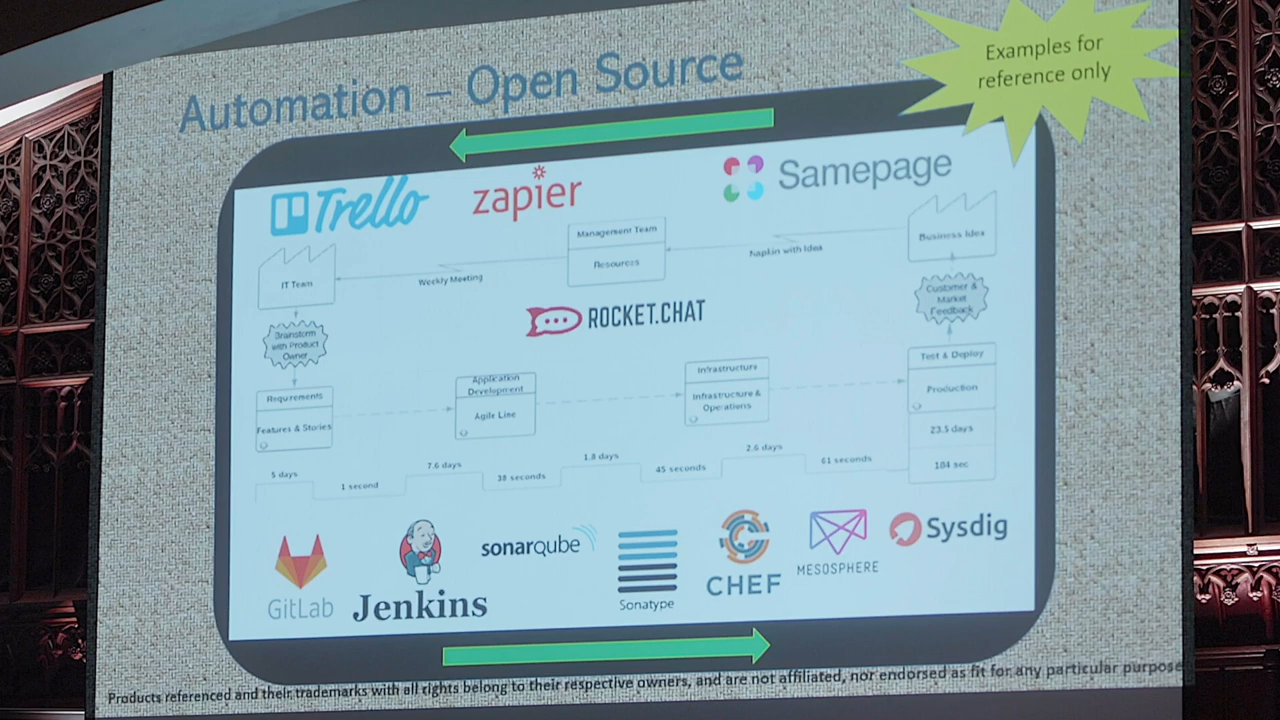 Automation – Open Source
Examples for
reference only
Trello
zapier
Samepage
IT Team
Weekly Meeting
Management Team
Resources
Napkin with Idea
Business Idea
ROCKET.CHAT
Brainstorm
with Product
Owner
Customer &
Market
Feedback
Requrements
Features & Stories
Application
Development
Agile Line
Infrastructure
Infrastructure &
Operations
Test & Deploy
Production
23.5 days
184 sec
5 days
1 second
7.6 days
38 seconds
1.8 days
45 seconds
2.6 days
61 seconds
GitLab
Jenkins
sonarqube
Sonatype
CHEF
MESOSPHERE
Sysdig
Products referenced and their trademarks with all rights belong to their respective owners, and are not affiliated, nor endorsed as fit for any particular purpose